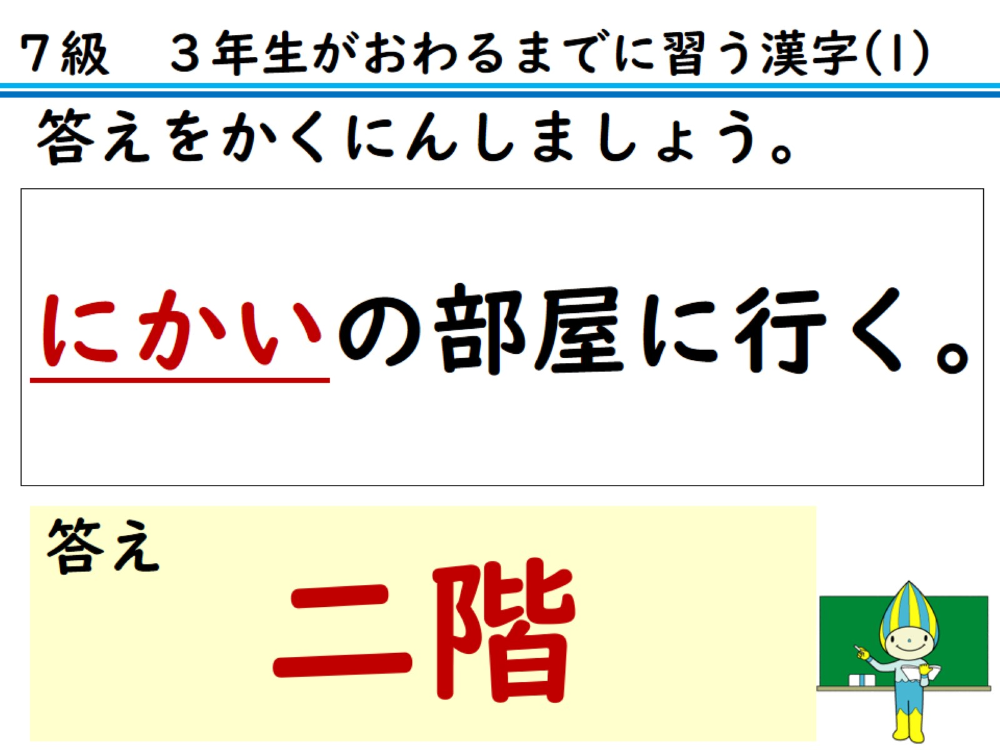 ７級　３年生がおわるまでに習う漢字(1)
答えをかくにんしましょう。
にかいの部屋に行く。
答え
二階